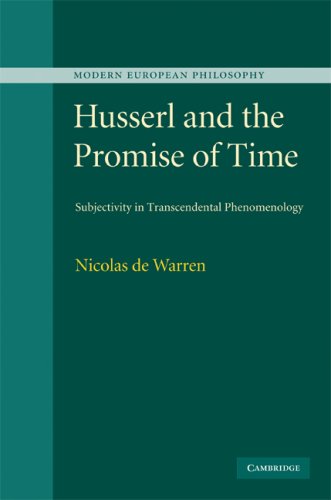 MODERN EUROPEAN PHILOSOPHY
Husserl and the
Promise of Time
Subjectivity in Transcendental Phenomenology
Nicolas de Warren
CAMBRIDGE